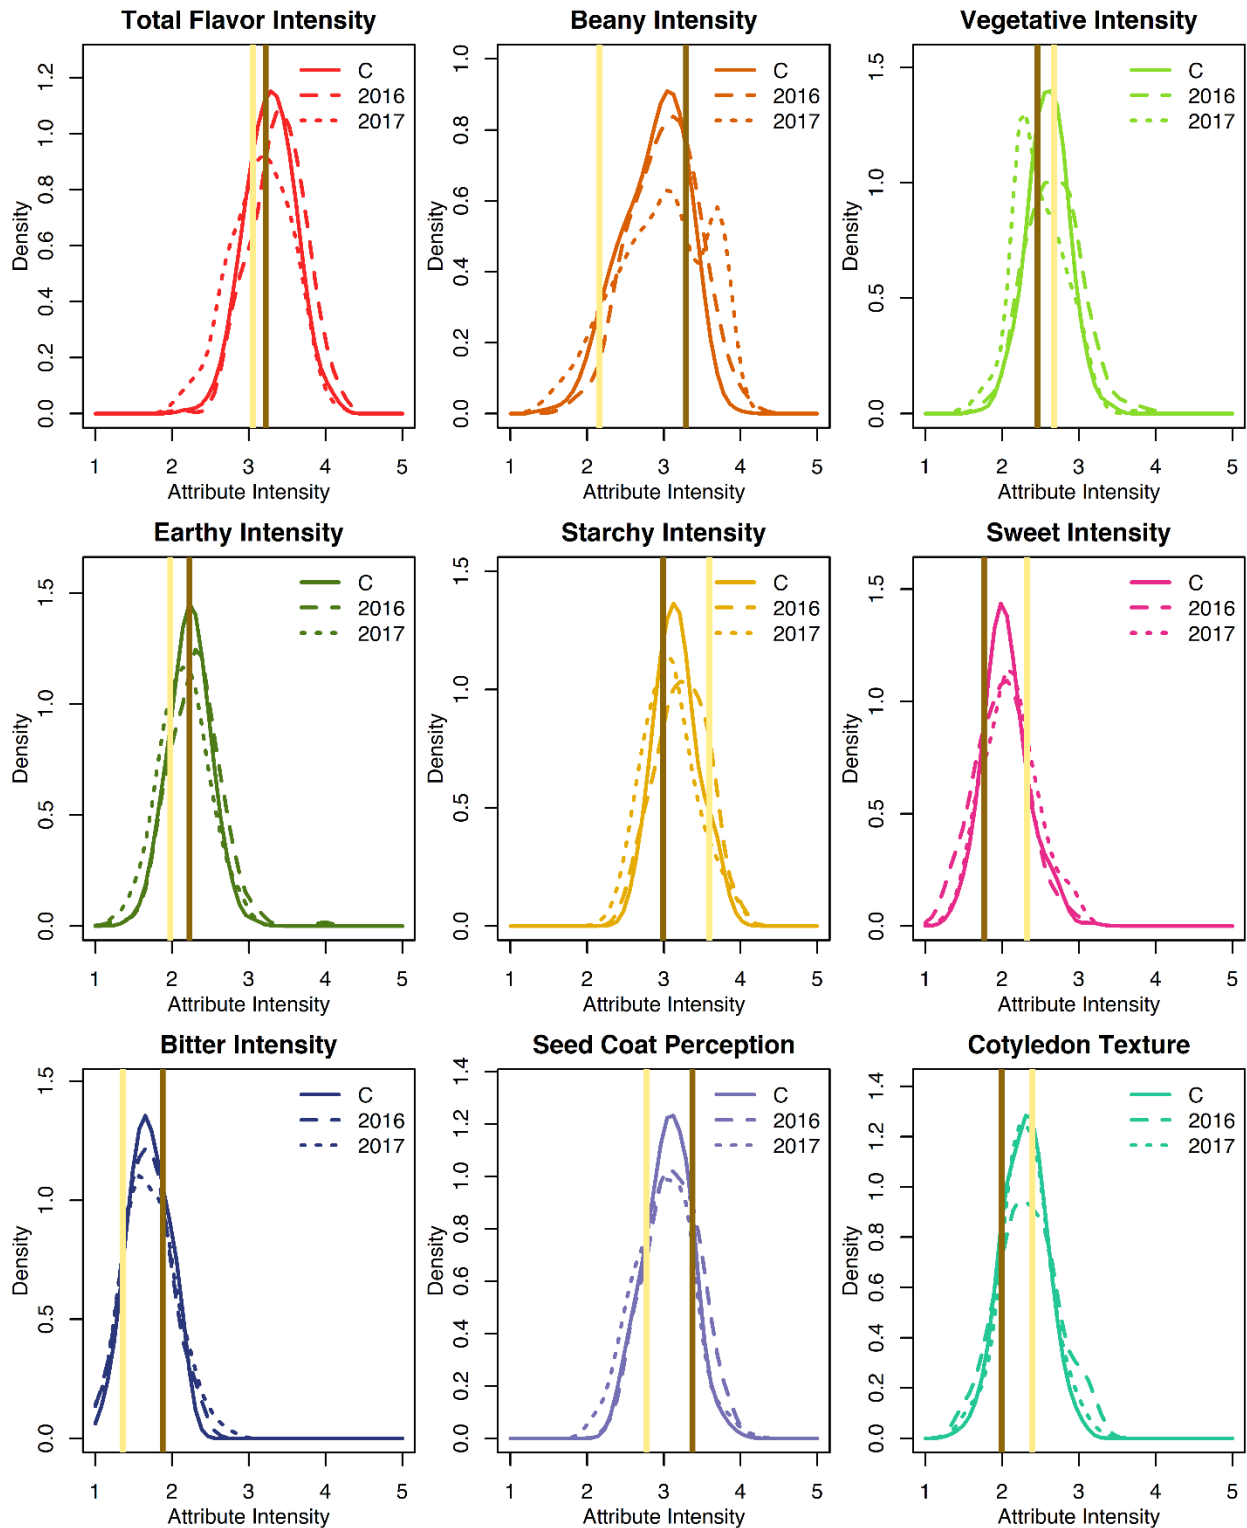 Total Flavor Intensity
Density
0.0 0.2 0.4 0.6 0.8 1.0 1.2
C
2016
2017
1 2 3 4 5
Attribute Intensity
Beany Intensity
Density
0.0 0.2 0.4 0.6 0.8 1.0
C
2016
2017
1 2 3 4 5
Attribute Intensity
Vegetative Intensity
Density
0.0 0.5 1.0 1.5
C
2016
2017
1 2 3 4 5
Attribute Intensity
Earthy Intensity
Density
0.0 0.5 1.0 1.5
C
2016
2017
1 2 3 4 5
Attribute Intensity
Starchy Intensity
Density
0.0 0.5 1.0 1.5
C
2016
2017
1 2 3 4 5
Attribute Intensity
Sweet Intensity
Density
0.0 0.5 1.0 1.5
C
2016
2017
1 2 3 4 5
Attribute Intensity
Bitter Intensity
Density
0.0 0.5 1.0 1.5
C
2016
2017
1 2 3 4 5
Attribute Intensity
Seed Coat Perception
Density
0.0 0.2 0.4 0.6 0.8 1.0 1.2 1.4
C
2016
2017
1 2 3 4 5
Attribute Intensity
Cotyledon Texture
Density
0.0 0.2 0.4 0.6 0.8 1.0 1.2 1.4
C
2016
2017
1 2 3 4 5
Attribute Intensity